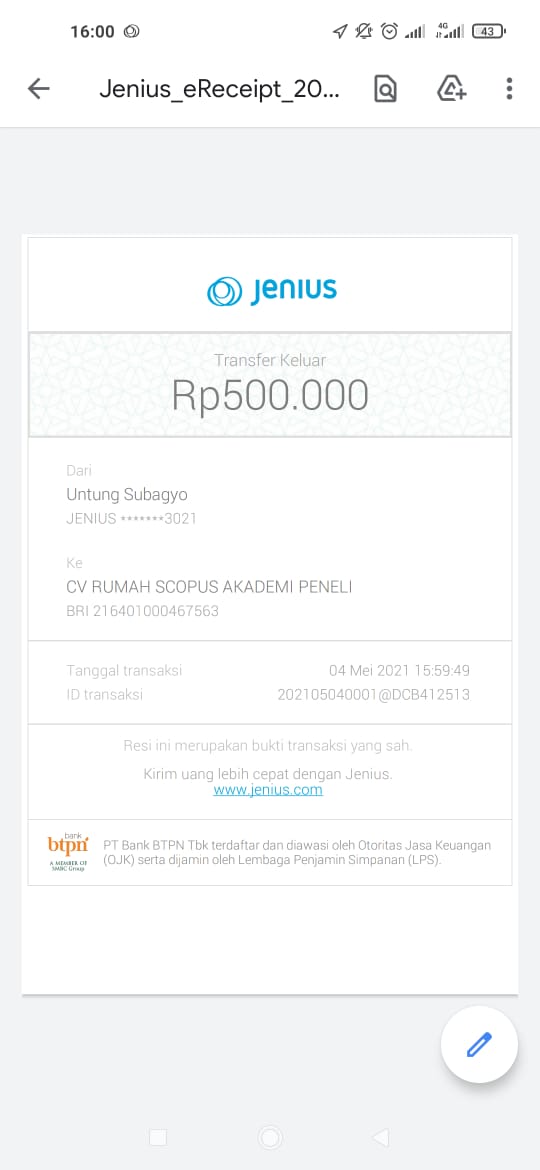 16:00
4G
43
Jenius_eReceipt_20...
jenius
Transfer Keluar
Rp500.000
Dari
Untung Subagyo
JENIUS *******3021
Ke
CV RUMAH SCOPUS AKADEMI PENELI
BRI 216401000467563
Tanggal transaksi 04 Mei 2021 15:59:49
ID transaksi 202105040001@DCB412513
Resi ini merupakan bukti transaksi yang sah.
Kirim uang lebih cepat dengan Jenius.
www.jenius.com
bank
btpn
A MEMBER OF
SMBC Group
PT Bank BTPN Tbk terdaftar dan diawasi oleh Otoritas Jasa Keuangan
(OJK) serta dijamin oleh Lembaga Penjamin Simpanan (LPS).